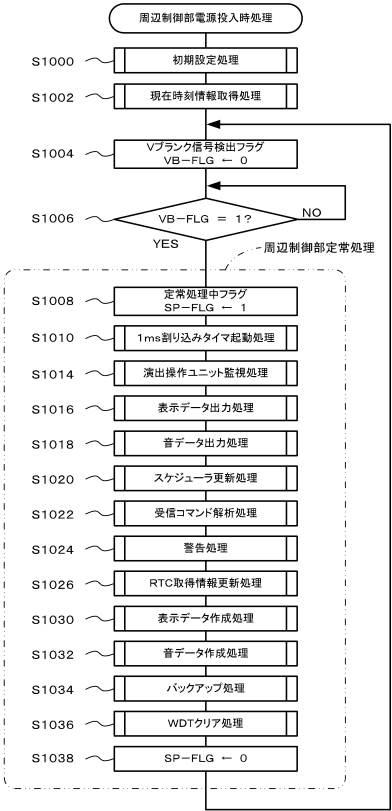 周辺制御部電源投入時処理
S1000 初期設定処理
S1002 現在時刻情報取得処理
S1004 Vブランク信号検出フラグ
VB-FLG ← 0
S1006 VB-FLG = 1?
NO
YES
周辺制御部定常処理
S1008 定常処理中フラグ
SP-FLG ← 1
S1010 1ms割り込みタイマ起動処理
S1014 演出操作ユニット監視処理
S1016 表示データ出力処理
S1018 音データ出力処理
S1020 スケジューラ更新処理
S1022 受信コマンド解析処理
S1024 警告処理
S1026 RTC取得情報更新処理
S1030 表示データ作成処理
S1032 音データ作成処理
S1034 バックアップ処理
S1036 WDTクリア処理
S1038 SP-FLG ← 0